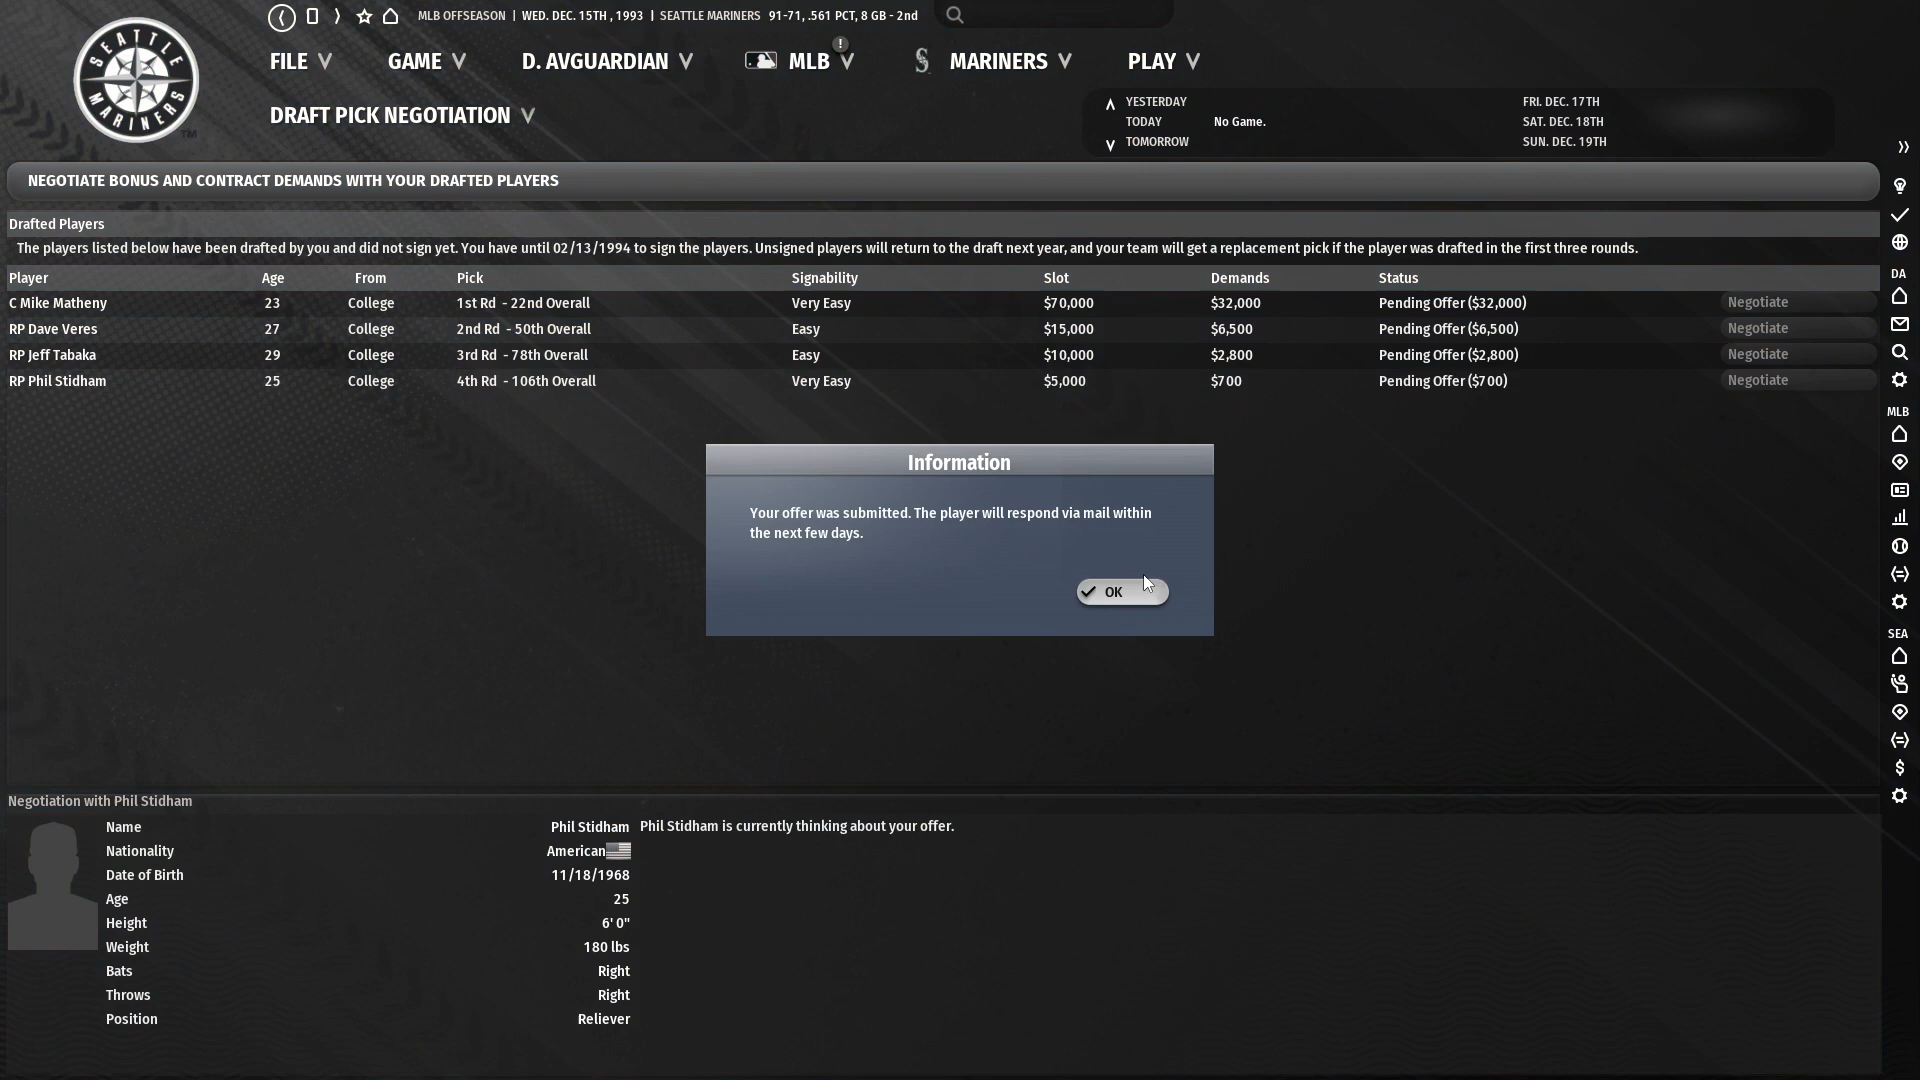 MLB OFFSEASON | WED. DEC. 15TH , 1993 | SEATTLE MARINERS 91-71, .561 PCT, 8 GB - 2nd
SEATTLE MARINERS TM
FILE GAME D. AVGUARDIAN MLB ! MARINERS PLAY
DRAFT PICK NEGOTIATION
YESTERDAY FRI. DEC. 17TH
TODAY No Game. SAT. DEC. 18TH
TOMORROW SUN. DEC. 19TH
NEGOTIATE BONUS AND CONTRACT DEMANDS WITH YOUR DRAFTED PLAYERS
Drafted Players
The players listed below have been drafted by you and did not sign yet. You have until 02/13/1994 to sign the players. Unsigned players will return to the draft next year, and your team will get a replacement pick if the player was drafted in the first three rounds.
Player Age From Pick Signability Slot Demands Status
C Mike Matheny 23 College 1st Rd - 22nd Overall Very Easy $70,000 $32,000 Pending Offer ($32,000) Negotiate
RP Dave Veres 27 College 2nd Rd - 50th Overall Easy $15,000 $6,500 Pending Offer ($6,500) Negotiate
RP Jeff Tabaka 29 College 3rd Rd - 78th Overall Easy $10,000 $2,800 Pending Offer ($2,800) Negotiate
RP Phil Stidham 25 College 4th Rd - 106th Overall Very Easy $5,000 $700 Pending Offer ($700) Negotiate
Information
Your offer was submitted. The player will respond via mail within
the next few days.
OK
Negotiation with Phil Stidham
Name Phil Stidham
Phil Stidham is currently thinking about your offer.
Nationality American
Date of Birth 11/18/1968
Age 25
Height 6' 0"
Weight 180 lbs
Bats Right
Throws Right
Position Reliever
DA
MLB
SEA